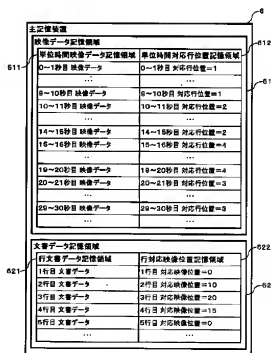 6
主記憶装置
映像データ記憶領域
612
611
単位時間映像データ記憶領域 単位時間対応行位置記憶領域
0～1秒目 映像データ 0～1秒目 対応行位置=1
... ...
61
9～10秒目 映像データ 9～10秒目 対応行位置=1
10～11秒目 映像データ 10～11秒目 対応行位置=2
... ...
14～15秒目 映像データ 14～15秒目 対応行位置=2
15～16秒目 映像データ 15～16秒目 対応行位置=4
... ...
19～20秒目 映像データ 19～20秒目 対応行位置=4
20～21秒目 映像データ 20～21秒目 対応行位置=3
... ...
29～30秒目 映像データ 29～30秒目 対応行位置=3
... ...
文書データ記憶領域
622
621
行文書データ記憶領域 行対応映像位置記憶領域
1行目 文書データ 1行目 対応映像位置=0
62
2行目 文書データ 2行目 対応映像位置=10
3行目 文書データ 3行目 対応映像位置=20
4行目 文書データ 4行目 対応映像位置=15
5行目 文書データ 5行目 対応映像位置=0
... ...